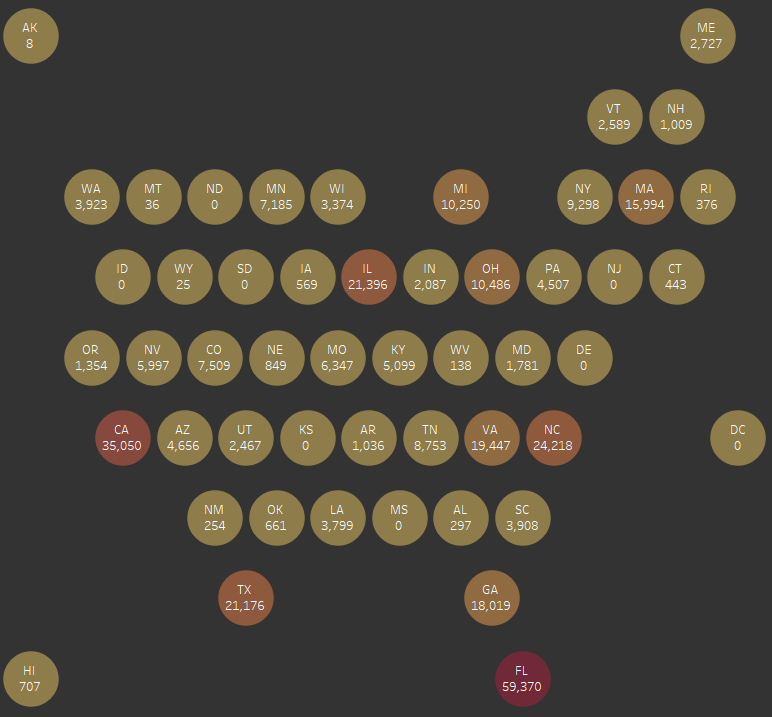 AK
8
ME
2,727
VT
2,589
NH
1,009
WA
3,923
MT
36
ND
0
MN
7,185
WI
3,374
MI
10,250
NY
9,298
MA
15,994
RI
376
ID
0
WY
25
SD
0
IA
569
IL
21,396
IN
2,087
OH
10,486
PA
4,507
NJ
0
CT
443
OR
1,354
NV
5,997
CO
7,509
NE
849
MO
6,347
KY
5,099
WV
138
MD
1,781
DE
0
CA
35,050
AZ
4,656
UT
2,467
KS
0
AR
1,036
TN
8,753
VA
19,447
NC
24,218
DC
0
NM
254
OK
661
LA
3,799
MS
0
AL
297
SC
3,908
TX
21,176
GA
18,019
HI
707
FL
59,370